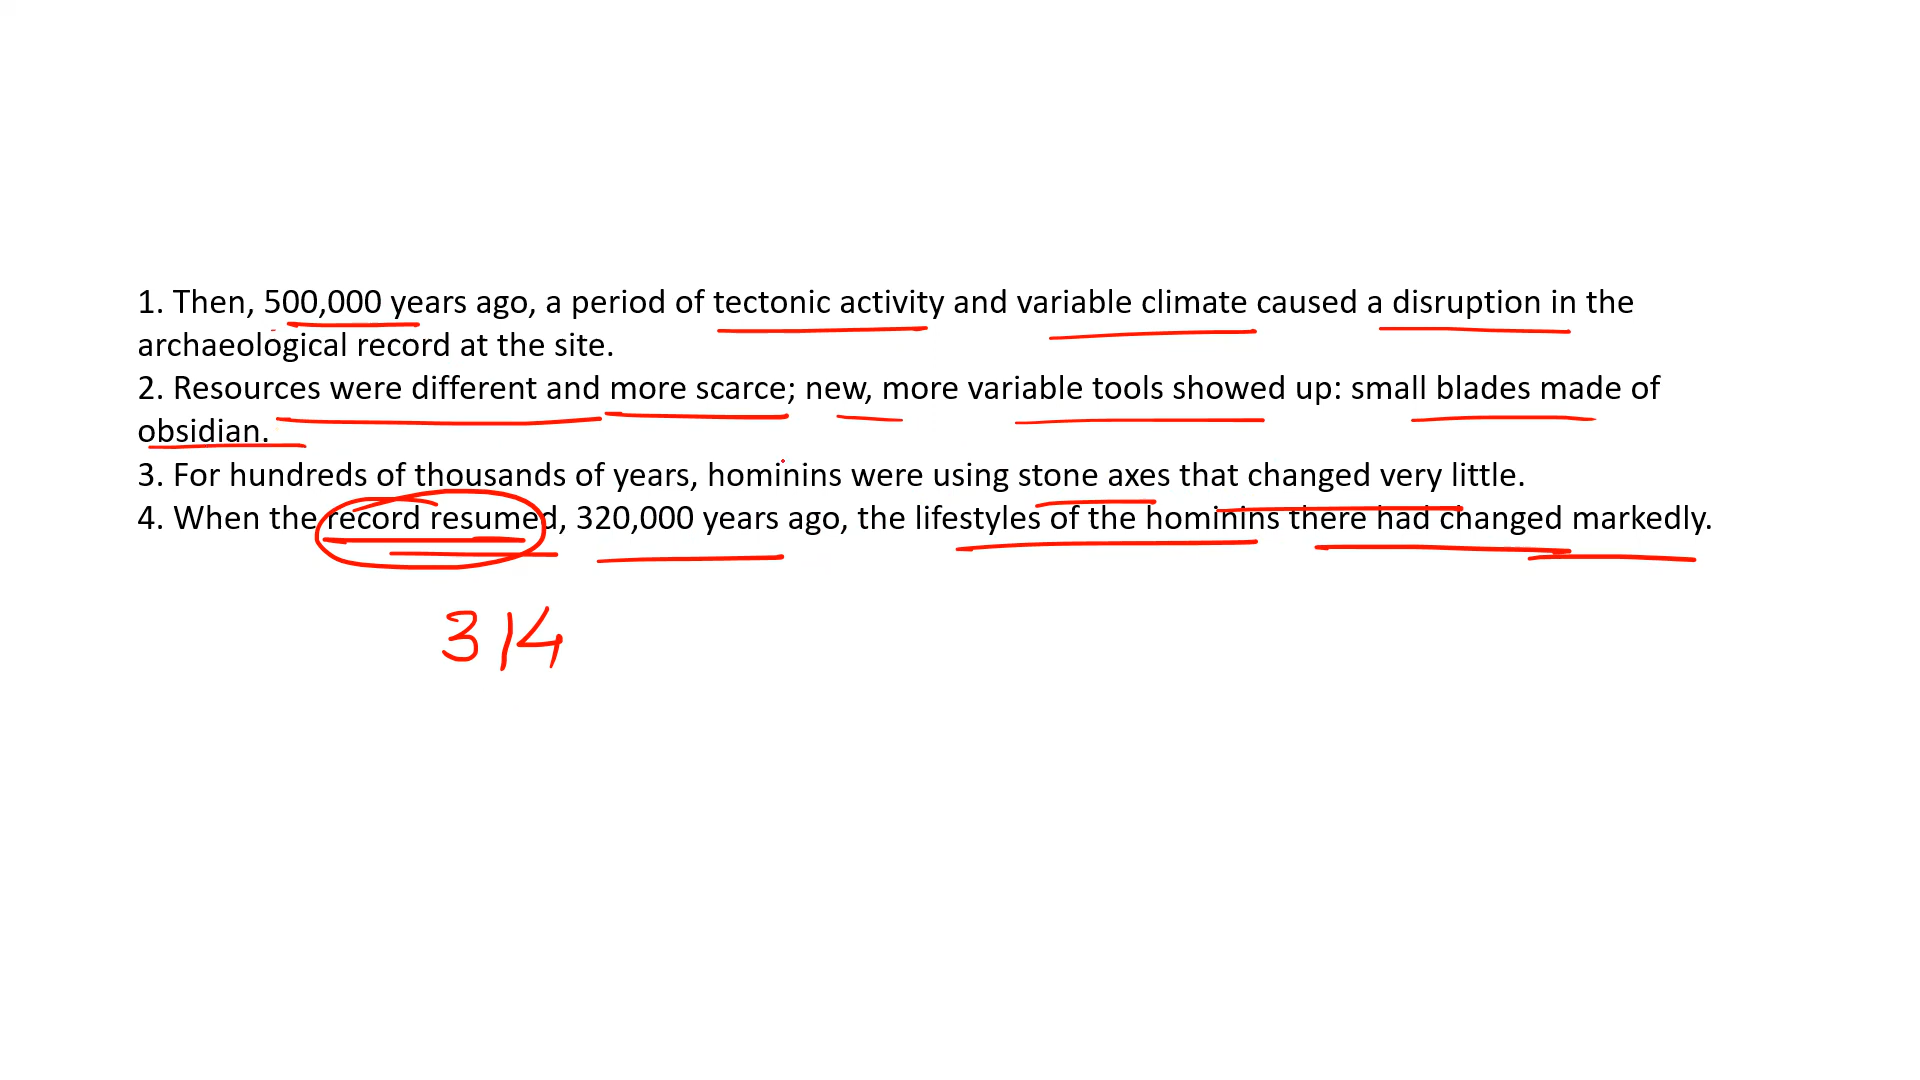 1. Then, 500,000 years ago, a period of tectonic activity and variable climate caused a disruption in the
archaeological record at the site.
2. Resources were different and more scarce; new, more variable tools showed up: small blades made of
obsidian.
3. For hundreds of thousands of years, hominins were using stone axes that changed very little.
4. When the record resumed, 320,000 years ago, the lifestyles of the hominins there had changed markedly.
314